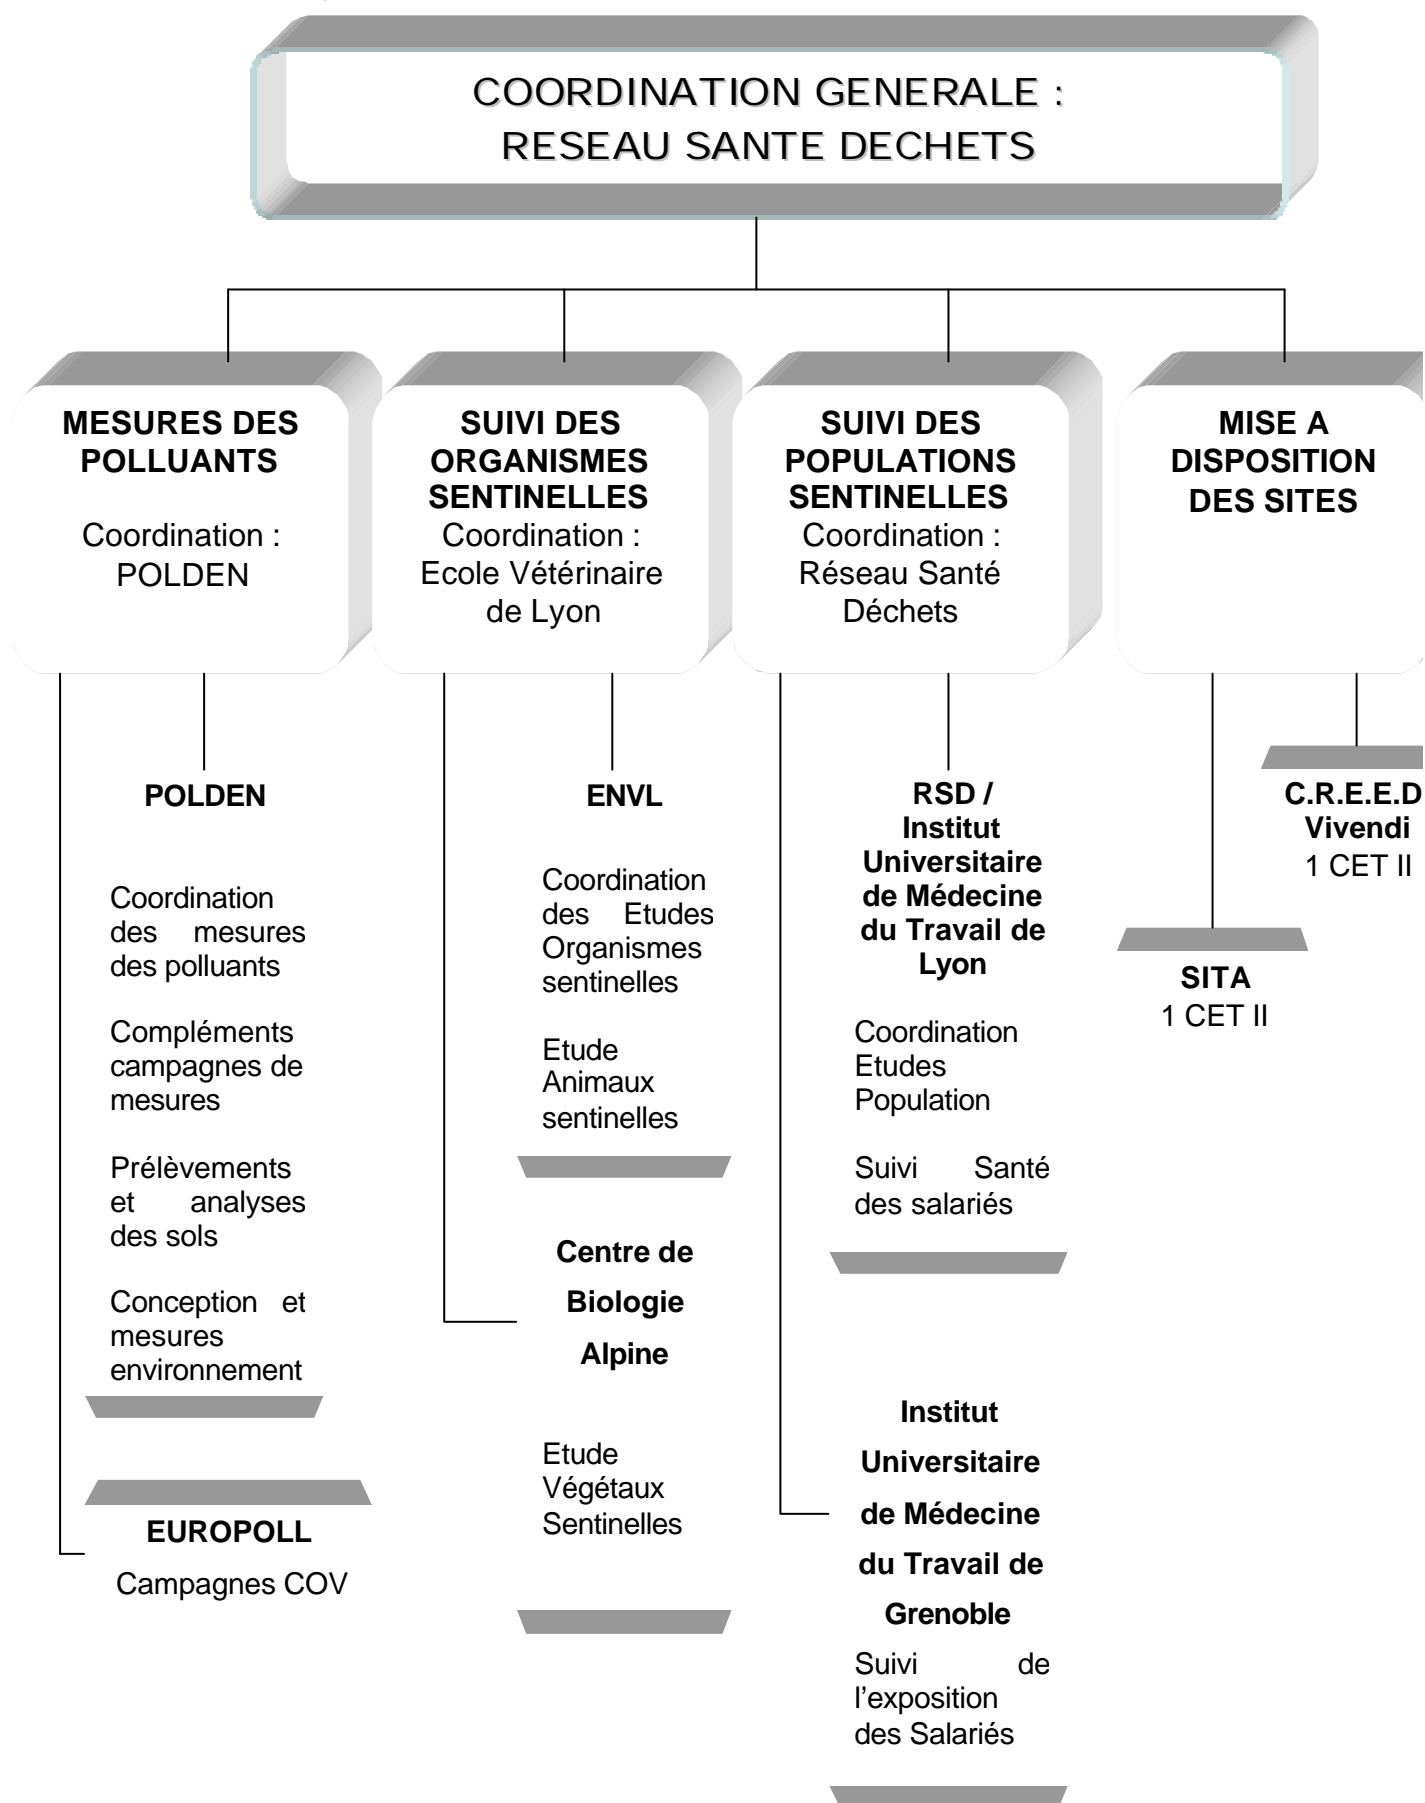 COORDINATION GENERALE :
RESEAU SANTE DECHETS
MESURES DES
POLLUANTS
Coordination :
POLDEN
SUIVI DES
ORGANISMES
SENTINELLES
Coordination :
Ecole Vétérinaire
de Lyon
SUIVI DES
POPULATIONS
SENTINELLES
Coordination :
Réseau Santé
Déchets
MISE A
DISPOSITION
DES SITES
POLDEN
Coordination
des mesures
des polluants
Compléments
campagnes de
mesures
Prélèvements
et analyses
des sols
Conception et
mesures
environnement
EUROPOLL
Campagnes COV
ENVL
Coordination
des Etudes
Organismes
sentinelles
Etude
Animaux
sentinelles
Centre de
Biologie
Alpine
Etude
Végétaux
Sentinelles
RSD /
Institut
Universitaire
de Médecine
du Travail de
Lyon
Coordination
Etudes
Population
Suivi Santé
des salariés
Institut
Universitaire
de Médecine
du Travail de
Grenoble
Suivi de
l'exposition
des Salariés
SITA
1 CET II
C.R.E.E.D
Vivendi
1 CET II